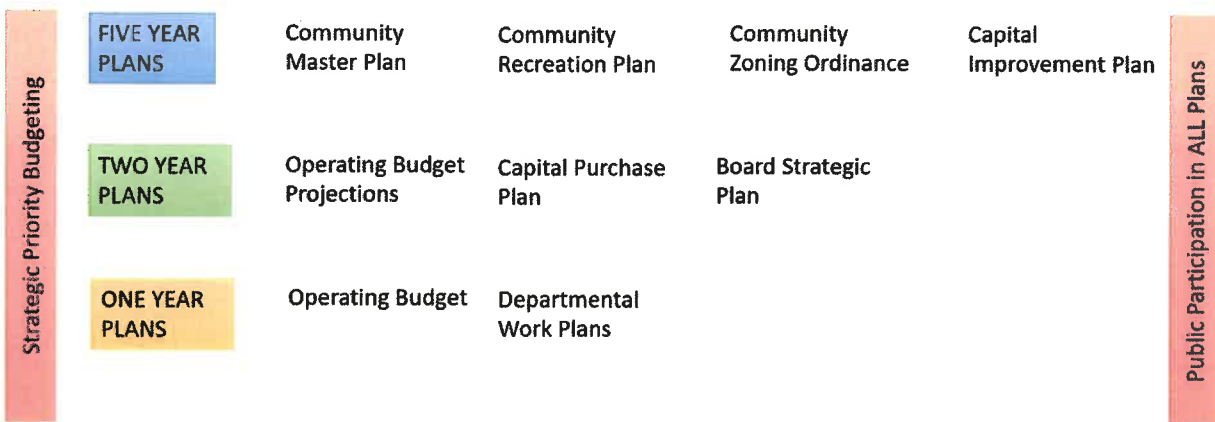 Strategic Priority Budgeting
FIVE YEAR
PLANS
Community
Master Plan
Community
Recreation Plan
Community
Zoning Ordinance
Capital
Improvement Plan
TWO YEAR
PLANS
Operating Budget
Projections
Capital Purchase
Plan
Board Strategic
Plan
ONE YEAR
PLANS
Operating Budget
Departmental
Work Plans
Public Participation in ALL Plans